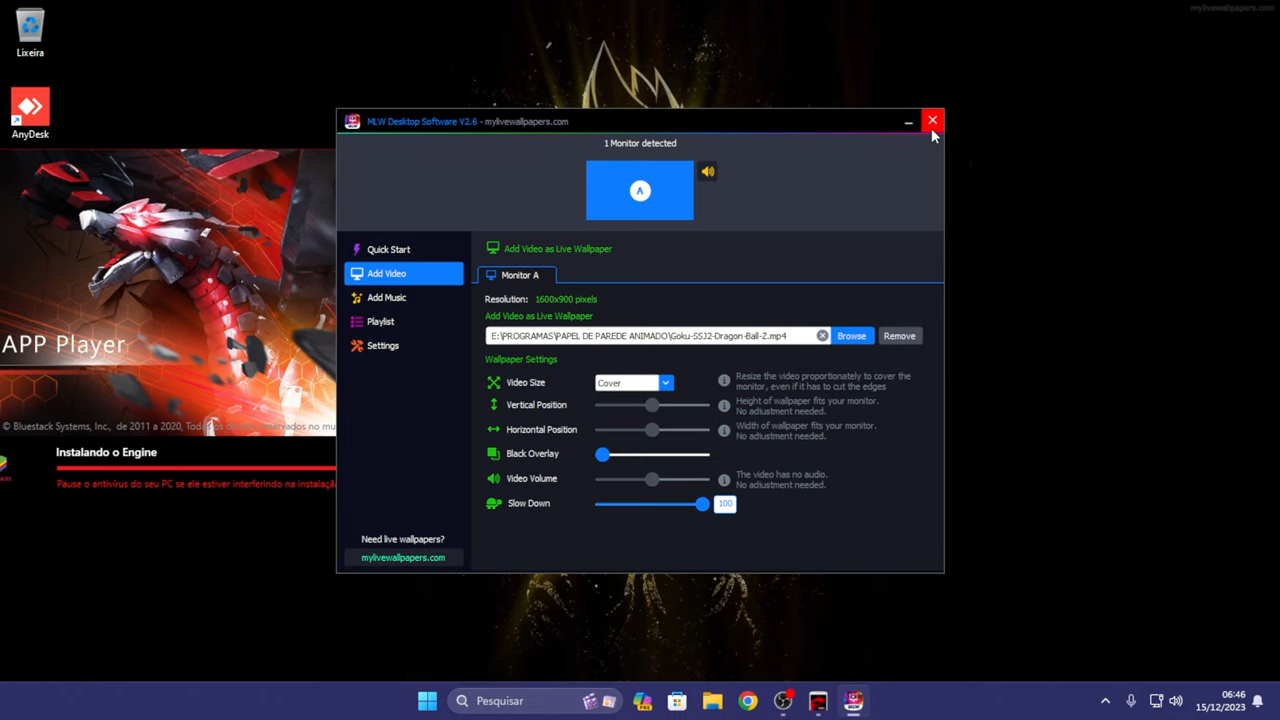 mylivewallpapers.com
Lixeira
AnyDesk
MLW Desktop Software V2.6 - mylivewallpapers.com
1 Monitor detected
A
Quick Start
Add Video
Add Music
Playlist
Settings
Need live wallpapers?
mylivewallpapers.com
Add Video as Live Wallpaper
Monitor A
Resolution: 1600x900 pixels
Add Video as Live Wallpaper
E:\PROGRAMAS\PAPEL DE PAREDE ANIMADO\Goku-SSJ2-Dragon-Ball-Z.mp4
Browse
Remove
Wallpaper Settings
Video Size
Cover
Resize the video proportionately to cover the
monitor, even if it has to cut the edges
Vertical Position
Height of wallpaper fits your monitor.
No adjustment needed.
Horizontal Position
Width of wallpaper fits your monitor.
No adjustment needed.
Black Overlay
Video Volume
The video has no audio.
No adjustment needed.
Slow Down
100
APP Player
© Bluestack Systems, Inc., de 2011 a 2020, Todos os direitos reservados no mu
Instalando o Engine
Pause o antivírus do seu PC se ele estiver interferindo na instalaçã
Pesquisar
06:46
15/12/2023